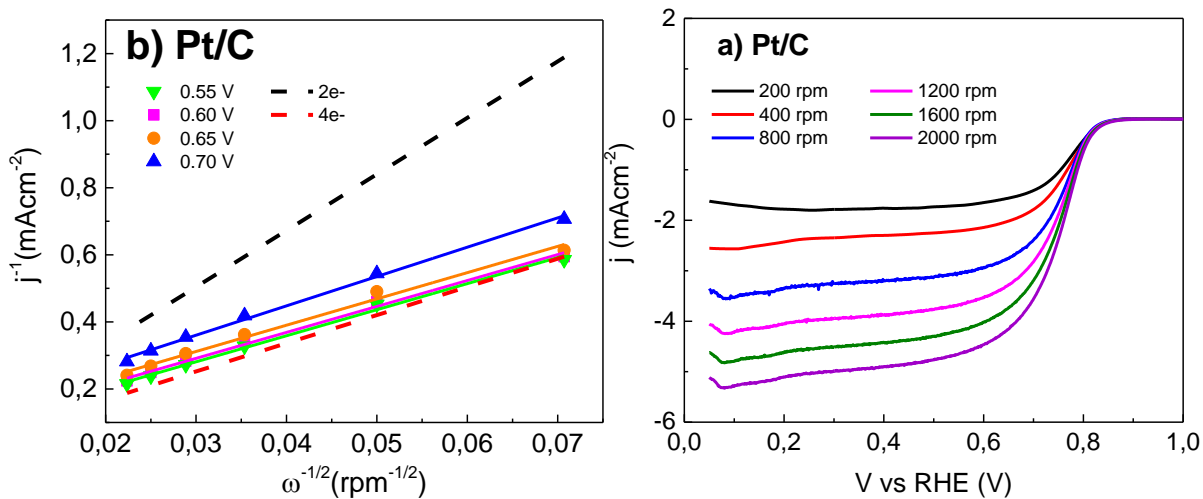 b) Pt/C
0.55 V
0.60 V
0.65 V
0.70 V
2e-
4e-
1,2
1,0
0,8
0,6
0,4
0,2
j⁻¹(mAcm⁻²)
0,02 0,03 0,04 0,05 0,06 0,07
ω⁻¹/²(rpm⁻¹/²)
a) Pt/C
200 rpm
400 rpm
800 rpm
1200 rpm
1600 rpm
2000 rpm
2
0
-2
-4
-6
j (mAcm⁻²)
0,0 0,2 0,4 0,6 0,8 1,0
V vs RHE (V)